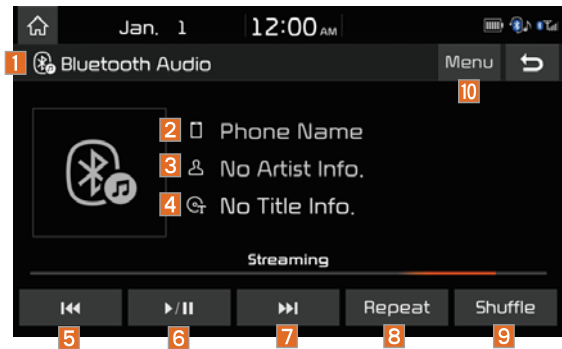 Jan. 1 12:00 AM
1 Bluetooth Audio Menu
10
2 Phone Name
3 No Artist Info.
4 No Title Info.
Streaming
Repeat Shuffle
5 6 7 8 9